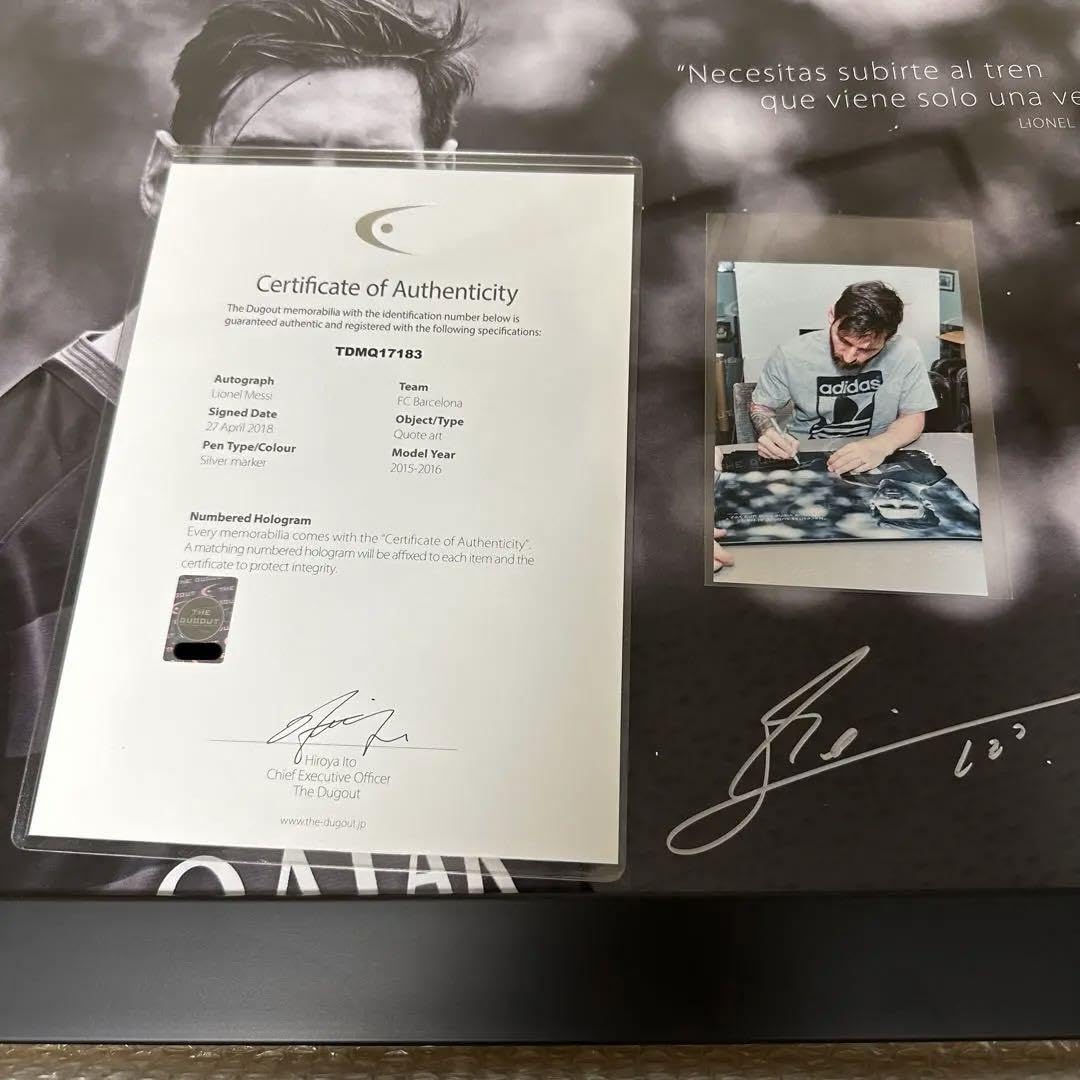 "Necesitas subirte al tren
que viene solo una ve
LIONEL
Certificate of Authenticity
The Dugout memorabilia with the identification number below is
guaranteed authentic and registered with the following specifications:
TDMQ17183
Autograph
Lionel Messi
Signed Date
27 April 2018
Pen Type/Colour
Silver marker
Team
FC Barcelona
Object/Type
Quote art
Model Year
2015-2016
Numbered Hologram
Every memorabilia comes with the "Certificate of Authenticity".
A matching numbered hologram will be affixed to each item and the
certificate to protect integrity.
THE
DUGOUT
Hiroya Ito
Chief Executive Officer
The Dugout
www.the-dugout.jp
adidas
QATAR